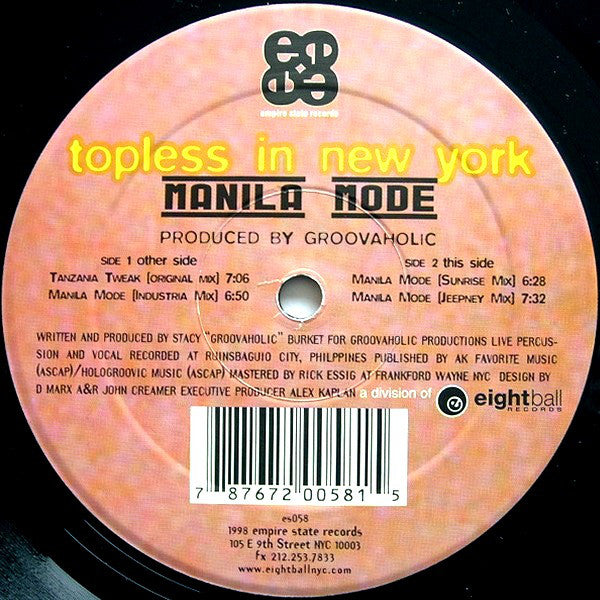 empire state records
topless in new york
MANILA MODE
PRODUCED BY GROOVAHOLIC
SIDE 1 other side
TANZANIA TWEAK [ORIGINAL MIX] 7:06
MANILA MODE [INDUSTRIA MIX] 6:50
SIDE 2 this side
MANILA MODE [SUNRISE MIX] 6:28
MANILA MODE [JEEPNEY MIX] 7:32
WRITTEN AND PRODUCED BY STACY "GROOVAHOLIC" BURKET FOR GROOVAHOLIC PRODUCTIONS LIVE PERCUS-
SION AND VOCAL RECORDED AT RUINSBAGUIO CITY, PHILIPPINES PUBLISHED BY AK FAVORITE MUSIC
(ASCAP)/HOLOGROOVIC MUSIC (ASCAP) MASTERED BY RICK ESSIG AT FRANKFORD WAYNE NYC DESIGN BY
D MARX A&R JOHN CREAMER EXECUTIVE PRODUCER ALEX KAPLAN a division of eightball
RECORDS
7 87672 00581 5
es058
1998 empire state records
105 E 9th Street NYC 10003
fx 212.253.7833
www.eightballnyc.com